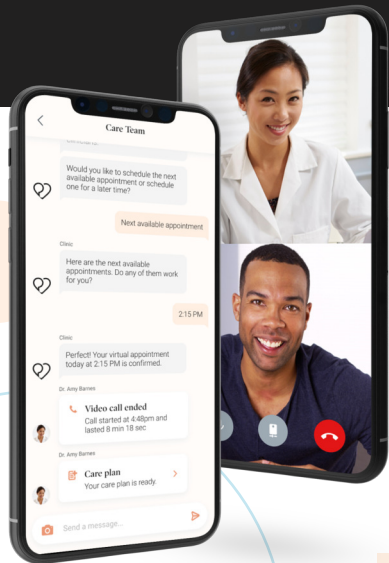 Care Team
Would you like to schedule the next
available appointment or schedule
one for a later time?
Next available appointment
Clinic
Here are the next available
appointments. Do any of them work
for you?
2:15 PM
Clinic
Perfect! Your virtual appointment
today at 2:15 PM is confirmed.
Dr. Amy Barnes
Video call ended
Call started at 4:48pm and
lasted 8 min 18 sec
Dr. Amy Barnes
Care plan
Your care plan is ready.
Send a message...